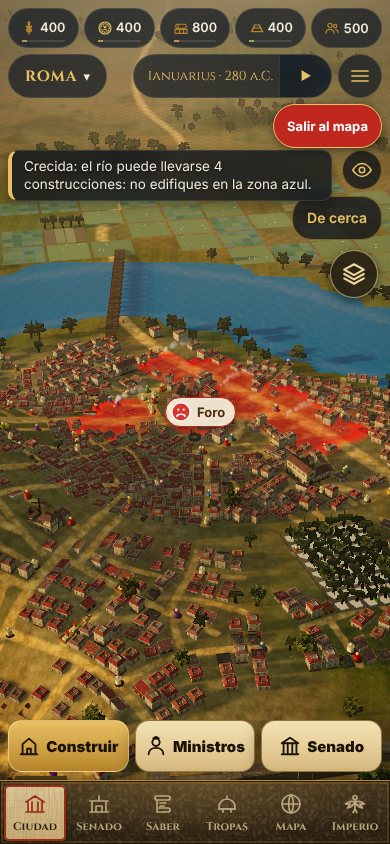 400
400
800
400
500
ROMA ▾
IANUARIUS · 280 A.C.
Salir al mapa
Crecida: el río puede llevarse 4
construcciones: no edifiques en la zona azul.
De cerca
Foro
Construir
Ministros
Senado
CIUDAD
SENADO
SABER
TROPAS
MAPA
IMPERIO